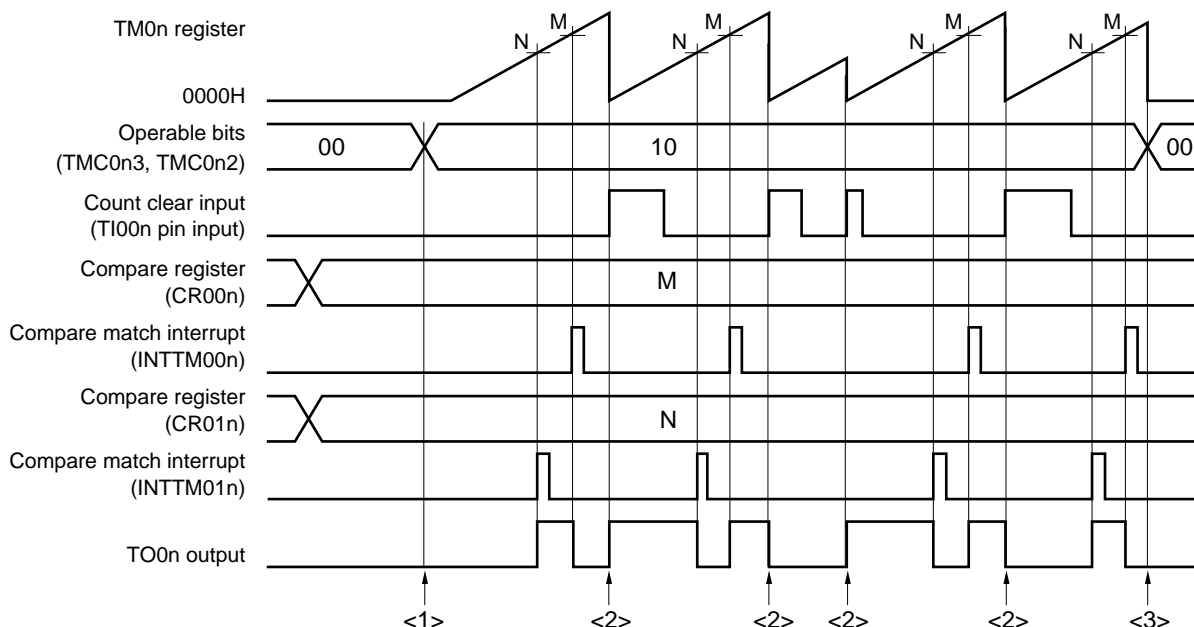 TM0n register
N M N M N M N M
0000H
Operable bits
(TMC0n3, TMC0n2)
00 10 00
Count clear input
(TI00n pin input)
Compare register
(CR00n)
M
Compare match interrupt
(INTTM00n)
Compare register
(CR01n)
N
Compare match interrupt
(INTTM01n)
TO0n output
<1> <2> <2> <2> <2> <3>